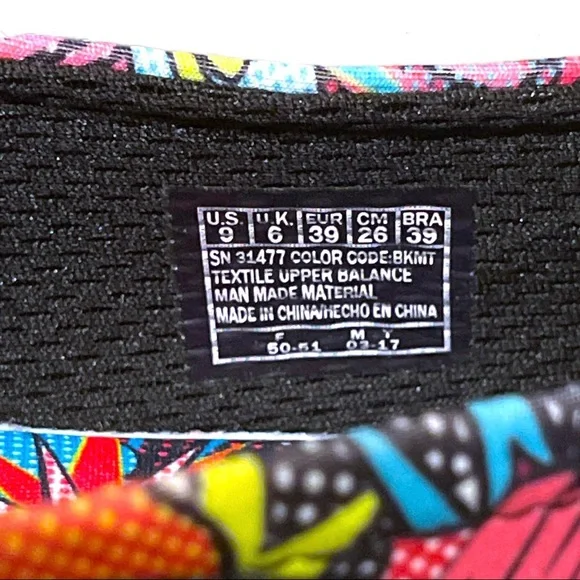 U.S. U.K. EUR CM BRA
9 6 39 26 39
SN 31477 COLOR CODE:BKMT
TEXTILE UPPER BALANCE
MAN MADE MATERIAL
MADE IN CHINA/HECHO EN CHINA
F M T
50-51 02-17